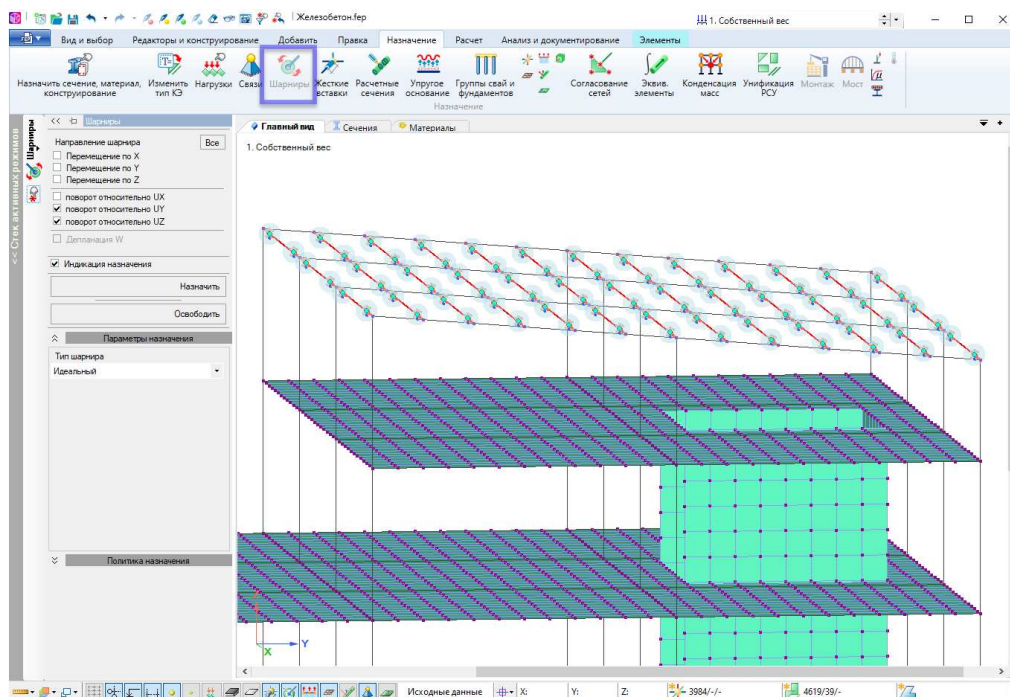 Железобетон.fep
1. Собственный вес
Вид и выбор Редакторы и конструирование Добавить Правка Назначение Расчет Анализ и документирование Элементы
Назначить сечение, материал, конструирование
Изменить тип КЭ
Нагрузки
Связи
Шарниры
Жесткие вставки
Расчетные сечения
Упругое основание
Группы свай и фундаментов
Согласование сетей
Эквив. элементы
Конденсация масс
Унификация РСУ
Монтаж
Мост
Назначение
<< Стек активных режимов
Шарниры
<< Шарниры
Направление шарнира Все
Перемещение по X
Перемещение по Y
Перемещение по Z
поворот относительно UX
поворот относительно UY
поворот относительно UZ
Депланация W
Индикация назначения
Назначить
Освободить
Параметры назначения
Тип шарнира
Идеальный
Политика назначения
Главный вид Сечения Материалы
1. Собственный вес
Z
Y
X
Исходные данные X: Y: Z: 3984/-/- 4619/39/-